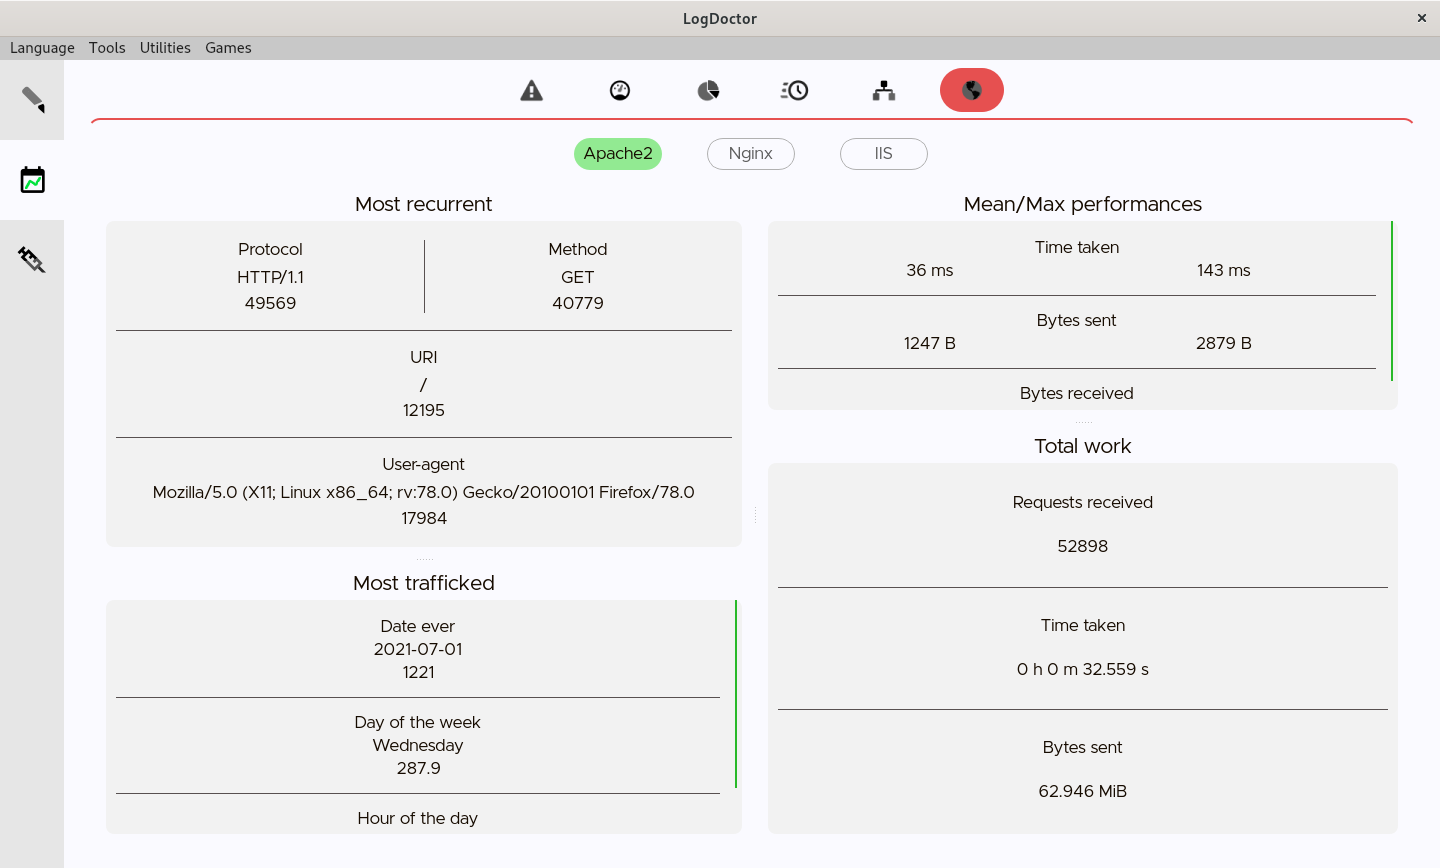 LogDoctor
Language Tools Utilities Games
Apache2 Nginx IIS
Most recurrent
Protocol Method
HTTP/1.1 GET
49569 40779
URI
/
12195
User-agent
Mozilla/5.0 (X11; Linux x86_64; rv:78.0) Gecko/20100101 Firefox/78.0
17984
Most trafficked
Date ever
2021-07-01
1221
Day of the week
Wednesday
287.9
Hour of the day
Mean/Max performances
Time taken
36 ms 143 ms
Bytes sent
1247 B 2879 B
Bytes received
Total work
Requests received
52898
Time taken
0 h 0 m 32.559 s
Bytes sent
62.946 MiB